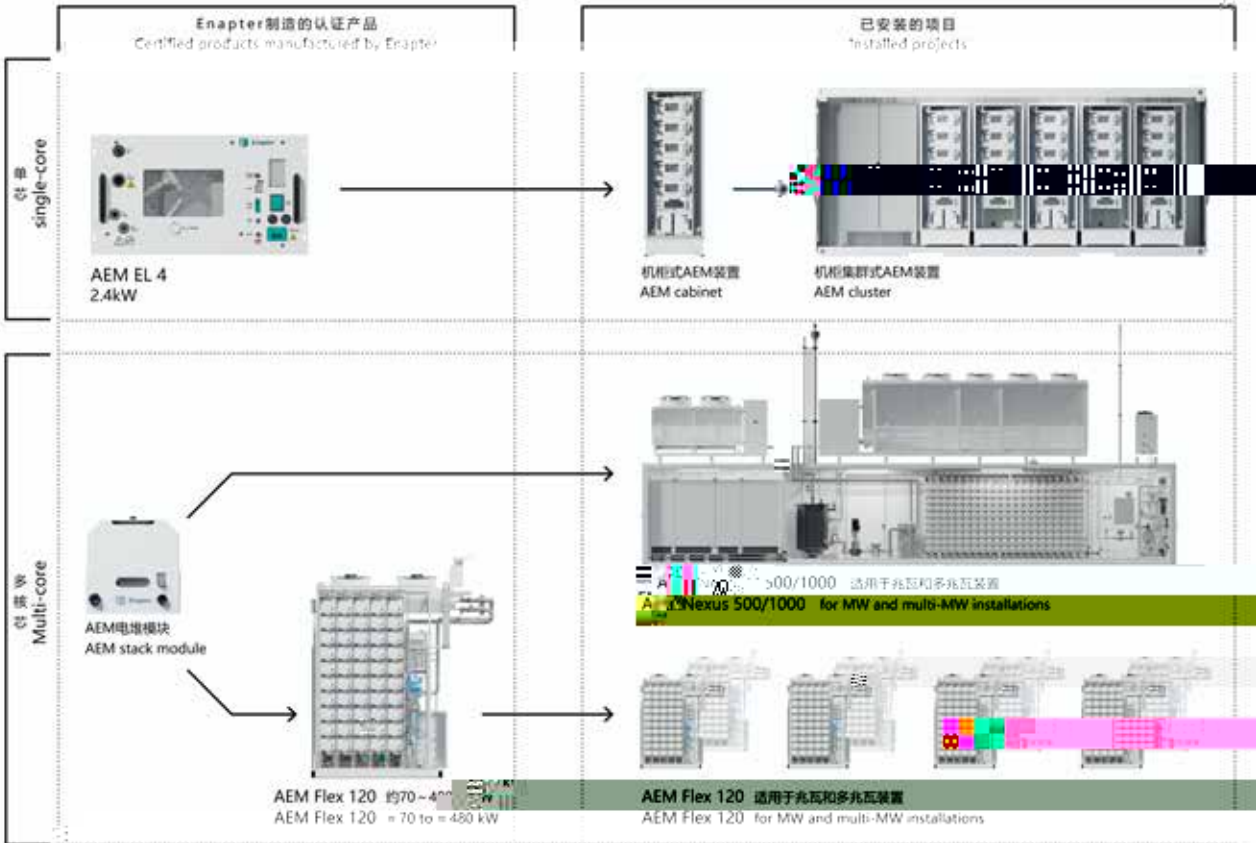 Enapter制造的认证产品
Certified products manufactured by Enapter
已安装的项目
Installed projects
单芯
single-core
Enapter
AEM EL 4
2.4kW
机柜式AEM装置
AEM cabinet
机柜集群式AEM装置
AEM cluster
多核芯
Multi-core
Enapter
AEM电堆模块
AEM stack module
500/1000 适用于兆瓦和多兆瓦装置
Nexus 500/1000 for MW and multi-MW installations
AEM Flex 120 约70~
AEM Flex 120 ≈ 70 to ≈ 480 kW
AEM Flex 120 适用于兆瓦和多兆瓦装置
AEM Flex 120 for MW and multi-MW installations